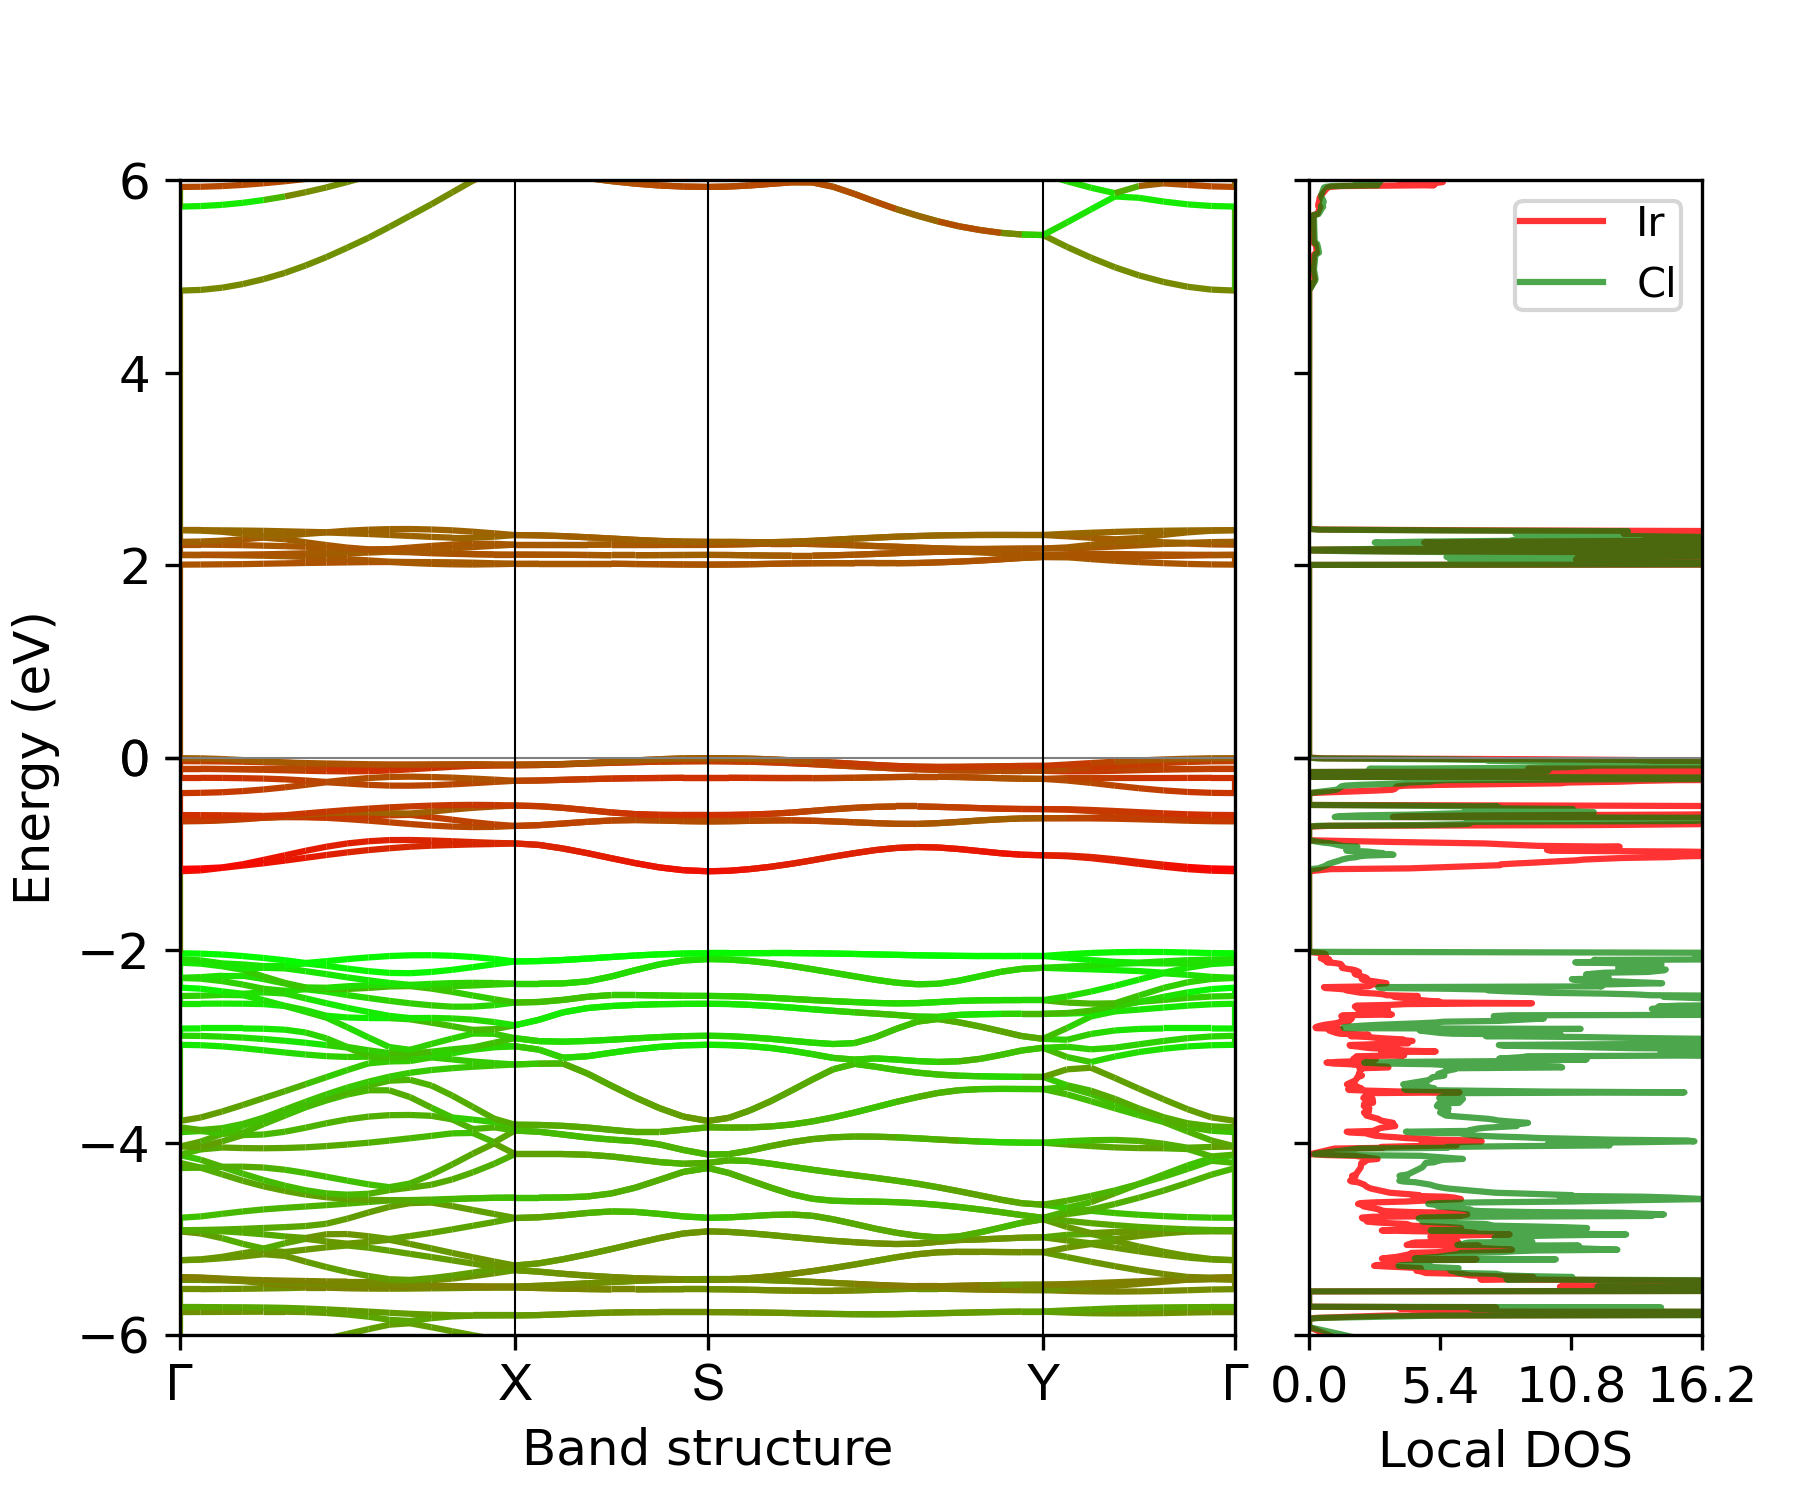 6
4
2
0
−2
−4
−6
Energy (eV)
Γ X S Y Γ
Band structure
Ir
Cl
0.0 5.4 10.8 16.2
Local DOS